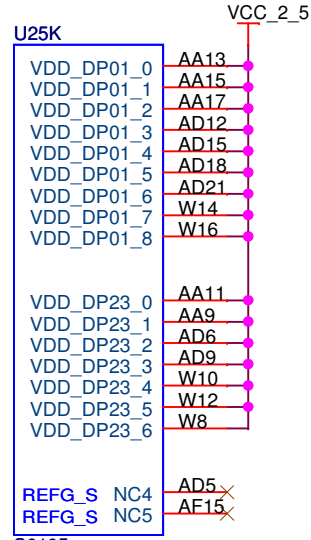 VCC_2_5
U25K
VDD_DP01_0 AA13
VDD_DP01_1 AA15
VDD_DP01_2 AA17
VDD_DP01_3 AD12
VDD_DP01_4 AD15
VDD_DP01_5 AD18
VDD_DP01_6 AD21
VDD_DP01_7 W14
VDD_DP01_8 W16
VDD_DP23_0 AA11
VDD_DP23_1 AA9
VDD_DP23_2 AD6
VDD_DP23_3 AD9
VDD_DP23_4 W10
VDD_DP23_5 W12
VDD_DP23_6 W8
REFG_S NC4 AD5
REFG_S NC5 AF15